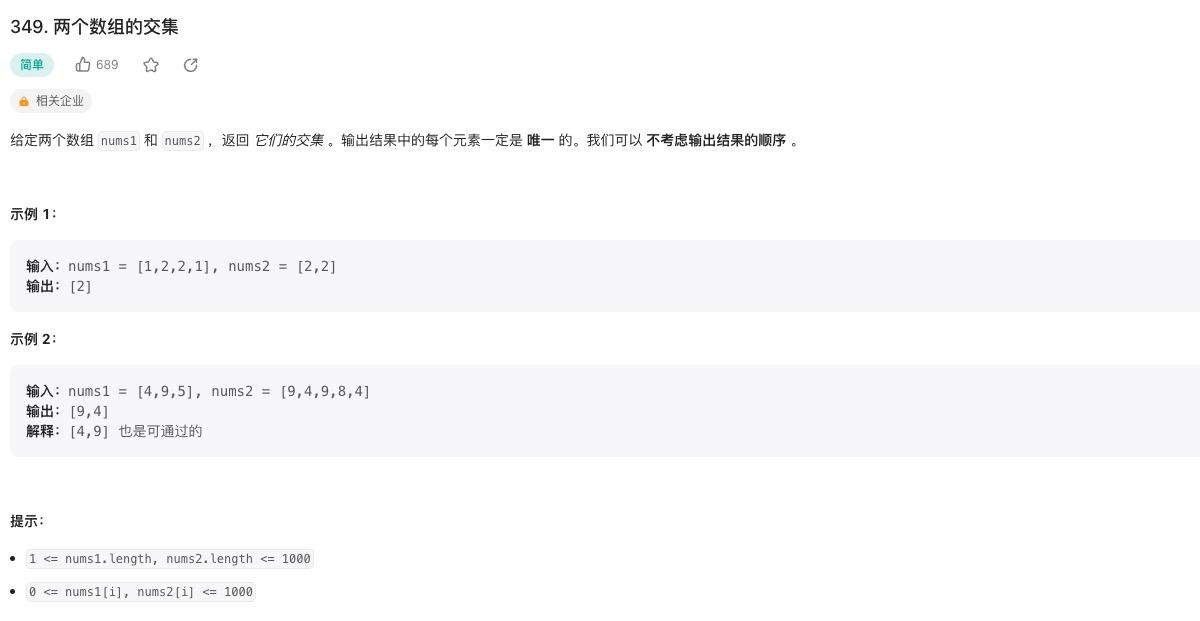 349. 两个数组的交集
简单 689
相关企业
给定两个数组 nums1 和 nums2 ，返回 它们的交集 。输出结果中的每个元素一定是 唯一 的。我们可以 不考虑输出结果的顺序 。
示例 1：
输入：nums1 = [1,2,2,1], nums2 = [2,2]
输出：[2]
示例 2：
输入：nums1 = [4,9,5], nums2 = [9,4,9,8,4]
输出：[9,4]
解释：[4,9] 也是可通过的
提示：
• 1 <= nums1.length, nums2.length <= 1000
• 0 <= nums1[i], nums2[i] <= 1000